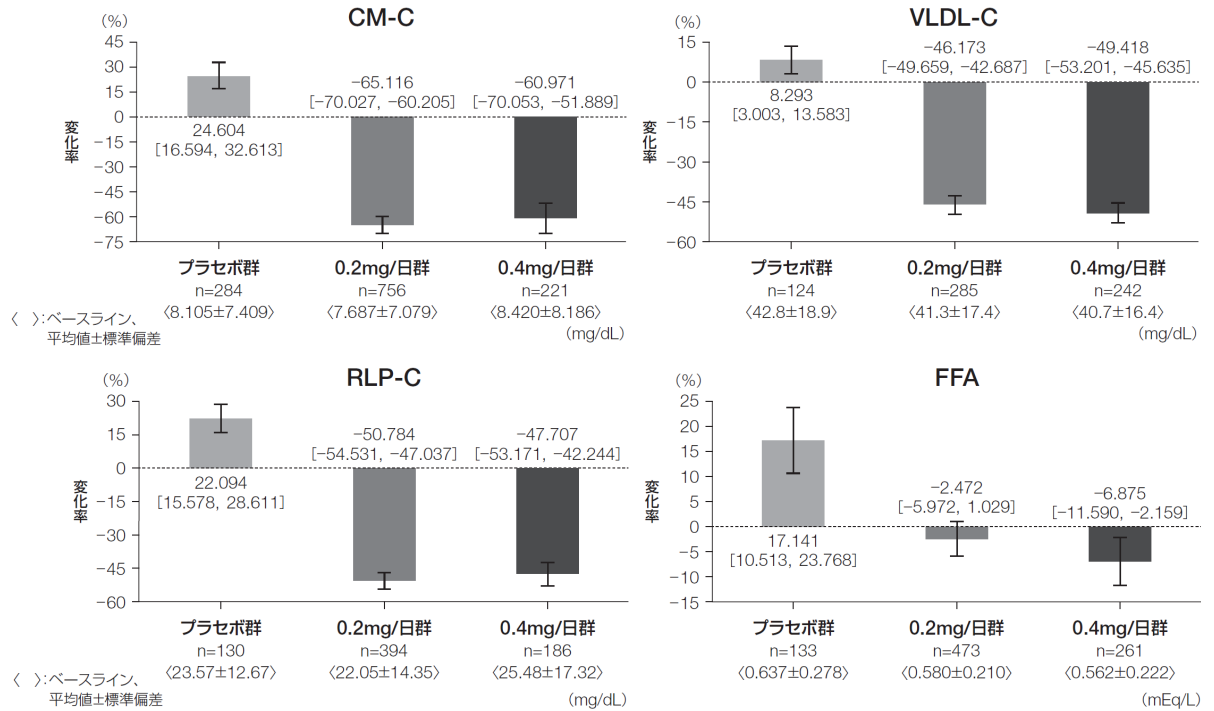 CM-C
(%)
45
30
15
0
−15
−30
−45
−60
−75
変化率
24.604
[16.594, 32.613]
−65.116
[−70.027, −60.205]
−60.971
[−70.053, −51.889]
プラセボ群
0.2mg/日群
0.4mg/日群
n=284
n=756
n=221
〈8.105±7.409〉
〈7.687±7.079〉
〈8.420±8.186〉
〈 〉：ベースライン、
平均値±標準偏差
(mg/dL)
VLDL-C
(%)
15
0
−15
−30
−45
−60
変化率
8.293
[3.003, 13.583]
−46.173
[−49.659, −42.687]
−49.418
[−53.201, −45.635]
プラセボ群
0.2mg/日群
0.4mg/日群
n=124
n=285
n=242
〈42.8±18.9〉
〈41.3±17.4〉
〈40.7±16.4〉
(mg/dL)
RLP-C
(%)
30
15
0
−15
−30
−45
−60
変化率
22.094
[15.578, 28.611]
−50.784
[−54.531, −47.037]
−47.707
[−53.171, −42.244]
プラセボ群
0.2mg/日群
0.4mg/日群
n=130
n=394
n=186
〈23.57±12.67〉
〈22.05±14.35〉
〈25.48±17.32〉
〈 〉：ベースライン、
平均値±標準偏差
(mg/dL)
FFA
(%)
25
20
15
10
5
0
−5
−10
−15
変化率
17.141
[10.513, 23.768]
−2.472
[−5.972, 1.029]
−6.875
[−11.590, −2.159]
プラセボ群
0.2mg/日群
0.4mg/日群
n=133
n=473
n=261
〈0.637±0.278〉
〈0.580±0.210〉
〈0.562±0.222〉
(mEq/L)